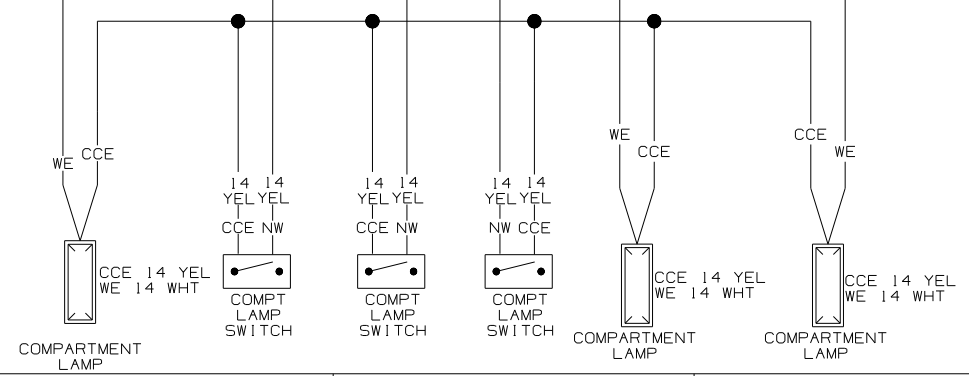 WE
CCE
CCE 14 YEL
WE 14 WHT
COMPARTMENT
LAMP
14 14
YEL YEL
CCE NW
COMPT
LAMP
SWITCH
14 14
YEL YEL
CCE NW
COMPT
LAMP
SWITCH
14 14
YEL YEL
NW CCE
COMPT
LAMP
SWITCH
WE
CCE
CCE 14 YEL
WE 14 WHT
COMPARTMENT
LAMP
CCE
WE
CCE 14 YEL
WE 14 WHT
COMPARTMENT
LAMP